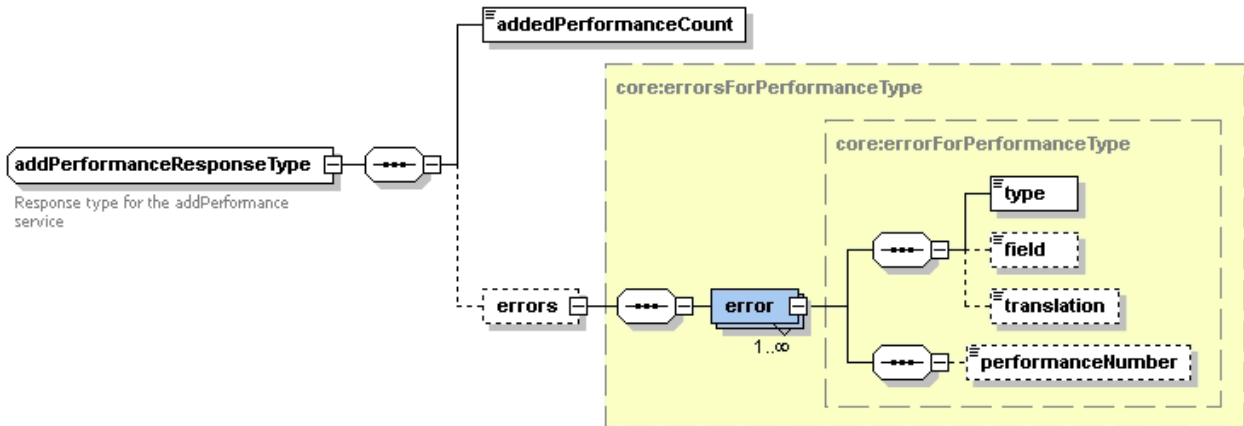 addedPerformanceCount
core:errorsForPerformanceType
core:errorForPerformanceType
addPerformanceResponseType
Response type for the addPerformance
service
type
field
errors
error
translation
1..∞
performanceNumber